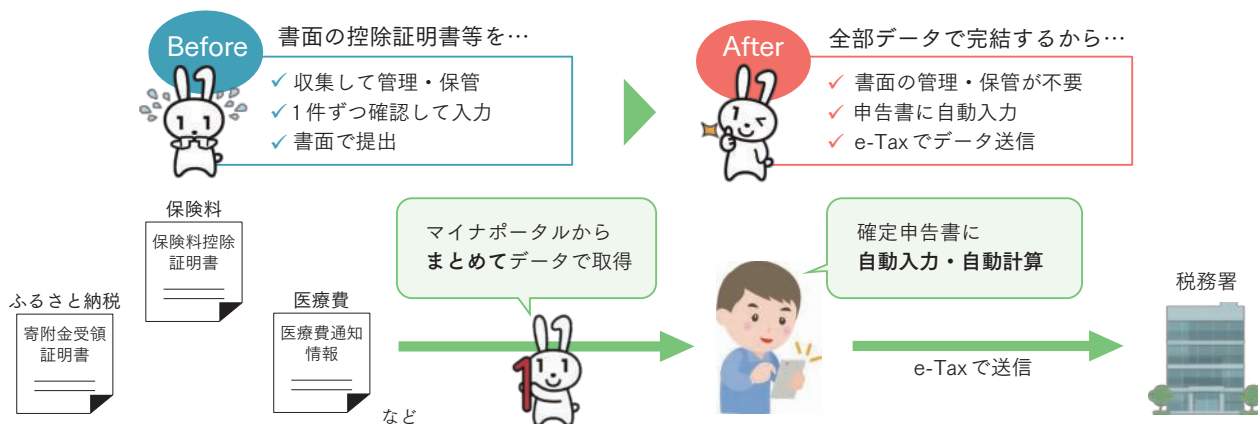 Before
書面の控除証明書等を…
✓ 収集して管理・保管
✓ 1件ずつ確認して入力
✓ 書面で提出
After
全部データで完結するから…
✓ 書面の管理・保管が不要
✓ 申告書に自動入力
✓ e-Taxでデータ送信
保険料
保険料控除
証明書
ふるさと納税
寄附金受領
証明書
医療費
医療費通知
情報
など
マイナポータルから
まとめてデータで取得
1
確定申告書に
自動入力・自動計算
e-Taxで送信
税務署